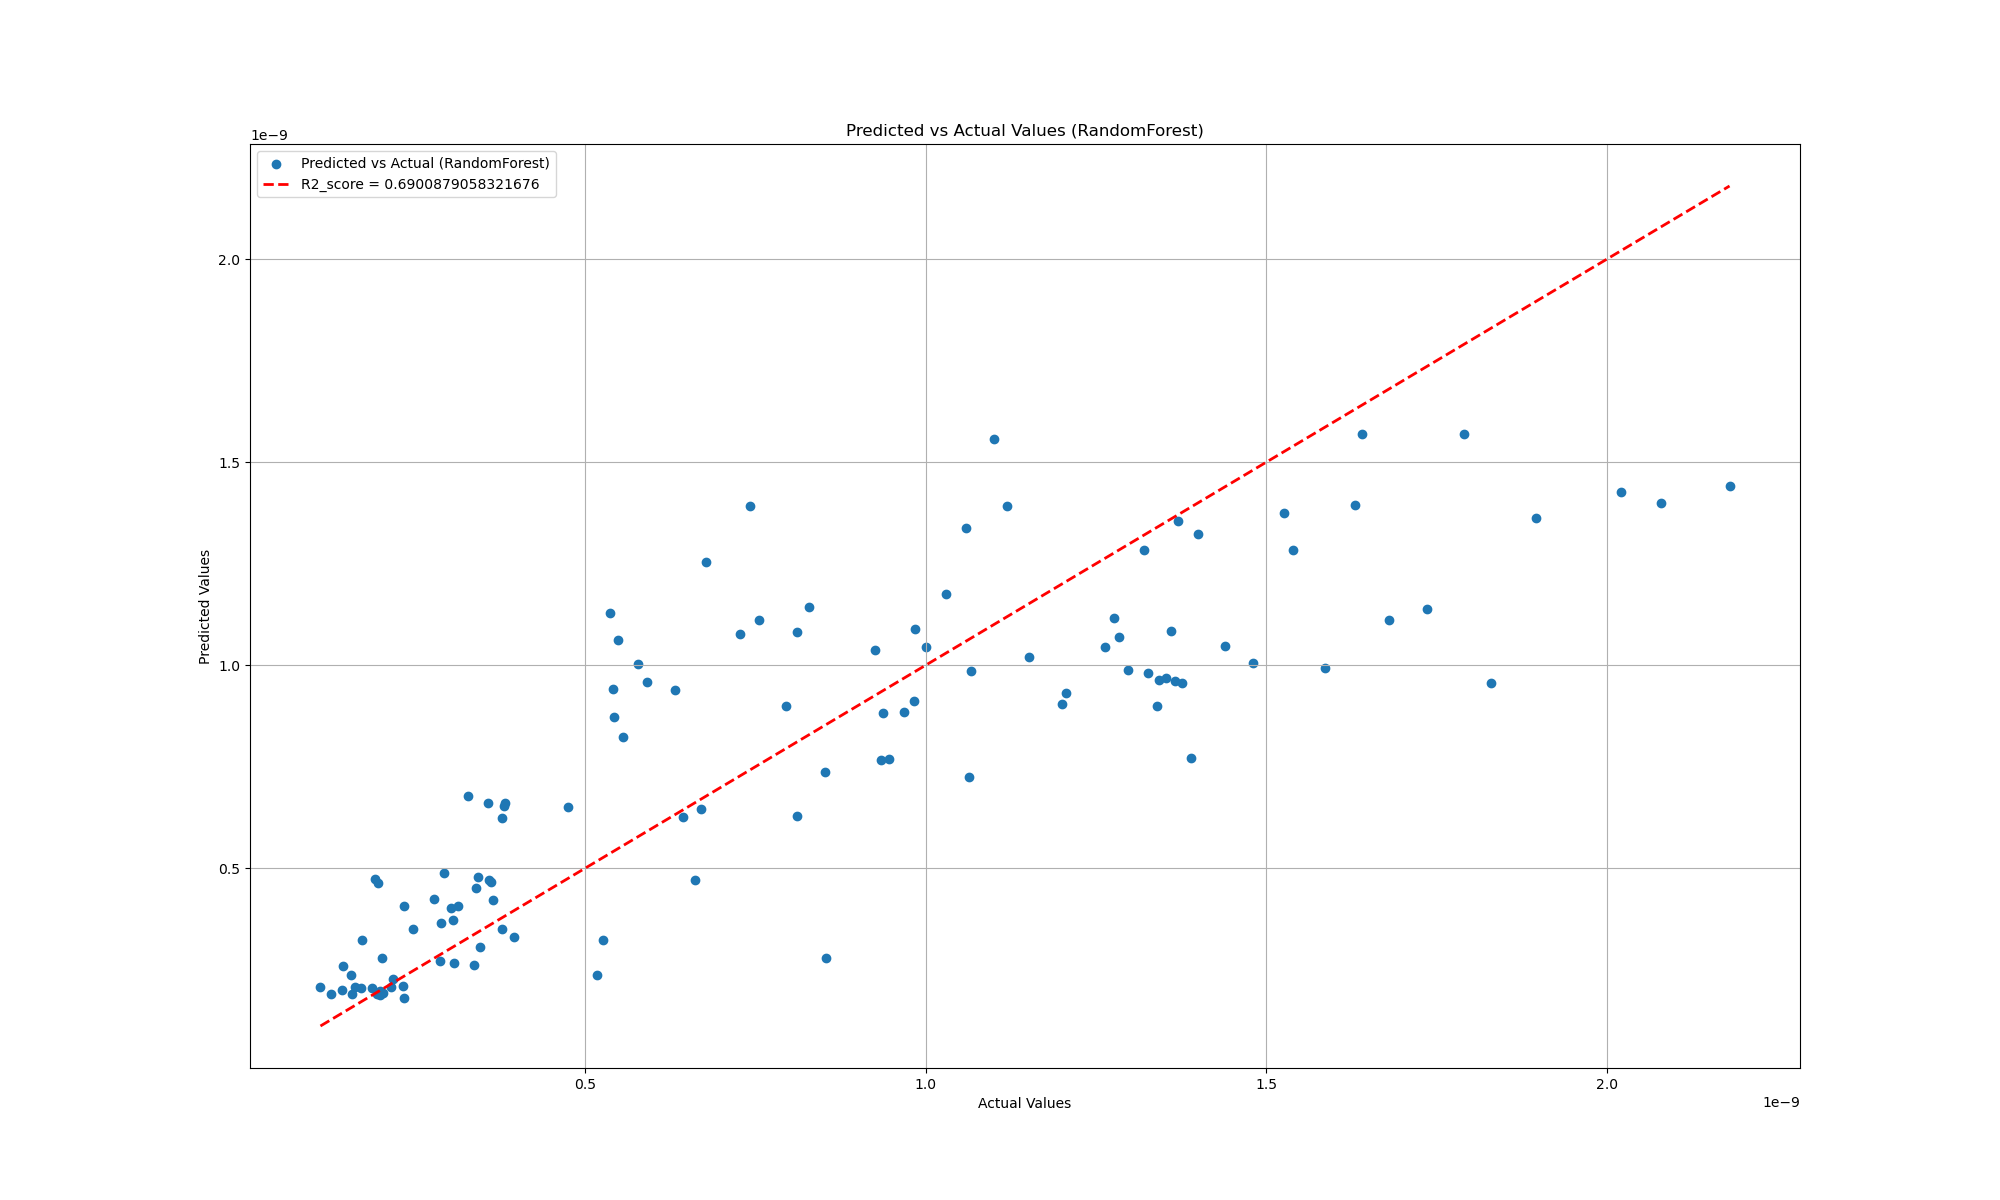 Predicted vs Actual Values (RandomForest)
1e−9
Predicted vs Actual (RandomForest)
R2_score = 0.6900879058321676
2.0
1.5
1.0
0.5
Predicted Values
0.5 1.0 1.5 2.0
Actual Values
1e−9